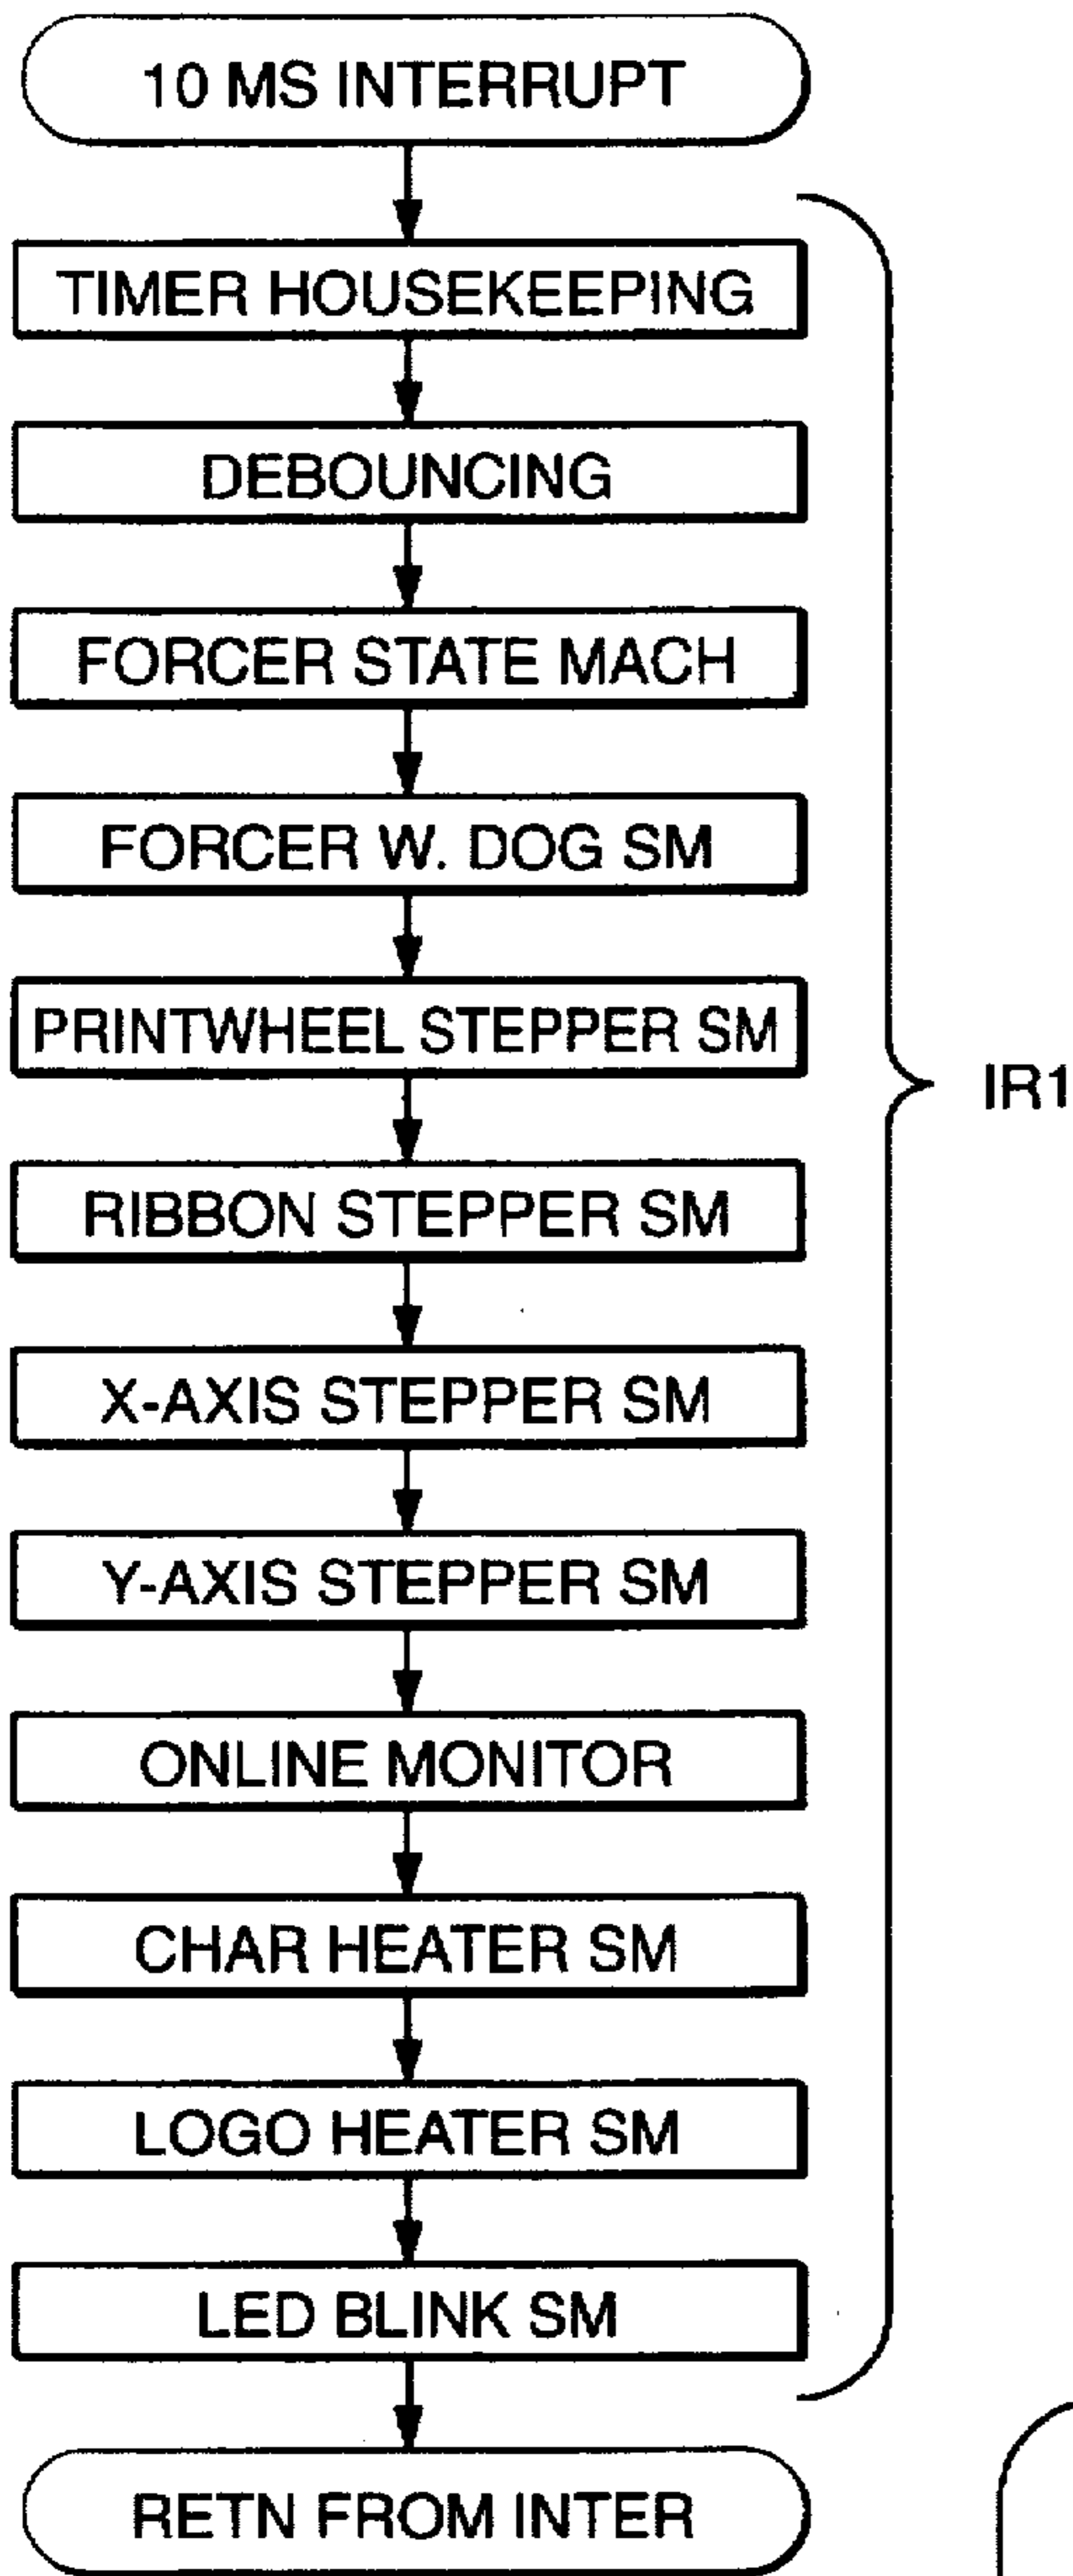 10 MS INTERRUPT
TIMER HOUSEKEEPING
DEBOUNCING
FORCER STATE MACH
FORCER W. DOG SM
PRINTWHEEL STEPPER SM
IR1
RIBBON STEPPER SM
X-AXIS STEPPER SM
Y-AXIS STEPPER SM
ONLINE MONITOR
CHAR HEATER SM
LOGO HEATER SM
LED BLINK SM
RETN FROM INTER